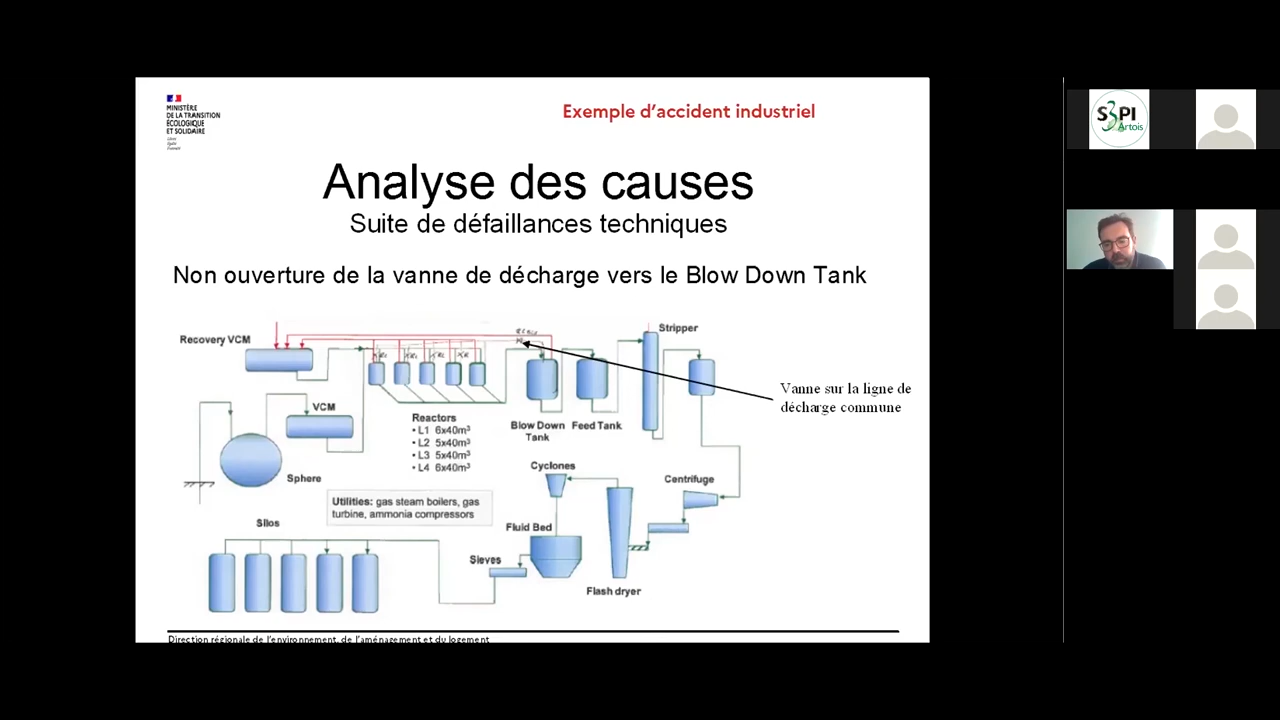 MINISTÈRE
DE LA TRANSITION
ÉCOLOGIQUE
ET SOLIDAIRE
Exemple d'accident industriel
Analyse des causes
Suite de défaillances techniques
Non ouverture de la vanne de décharge vers le Blow Down Tank
Recovery VCM
Stripper
VCM
Sphere
Reactors
• L1 6x40m³
• L2 5x40m³
• L3 5x40m³
• L4 6x40m³
Blow Down
Tank
Feed Tank
Vanne sur la ligne de
décharge commune
Cyclones
Centrifuge
Utilities: gas steam boilers, gas
turbine, ammonia compressors
Silos
Fluid Bed
Sieves
Flash dryer
Direction régionale de l'environnement, de l'aménagement et du logement
S3PI
Artois